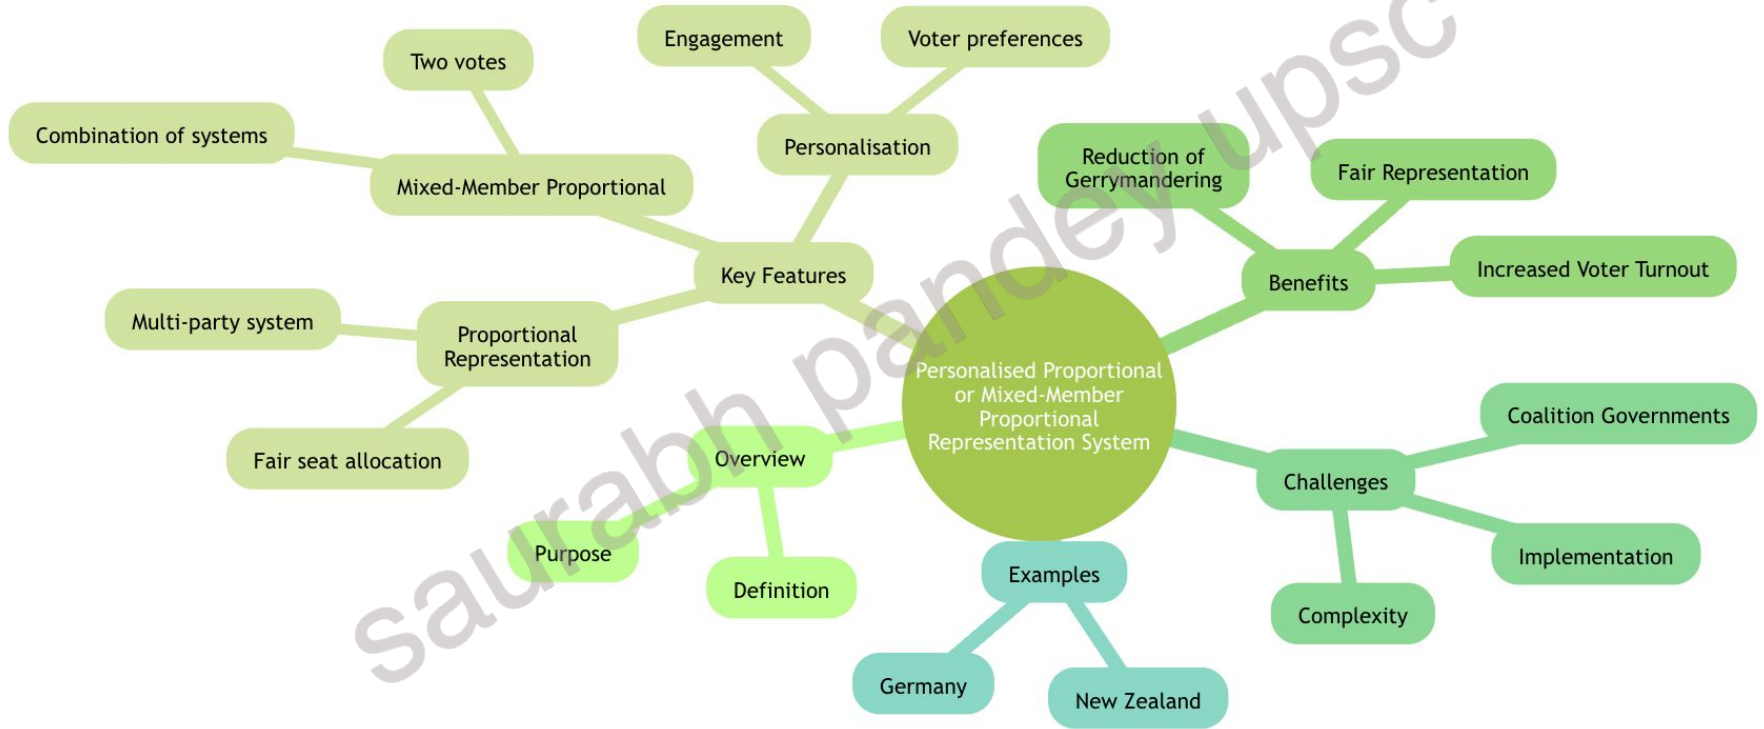 Personalised Proportional
or Mixed-Member
Proportional
Representation System
Key Features
Personalisation
Engagement
Voter preferences
Mixed-Member Proportional
Two votes
Combination of systems
Proportional
Representation
Multi-party system
Fair seat allocation
Overview
Purpose
Definition
Benefits
Reduction of
Gerrymandering
Fair Representation
Increased Voter Turnout
Challenges
Coalition Governments
Implementation
Complexity
Examples
Germany
New Zealand
saurabh pandey upsc